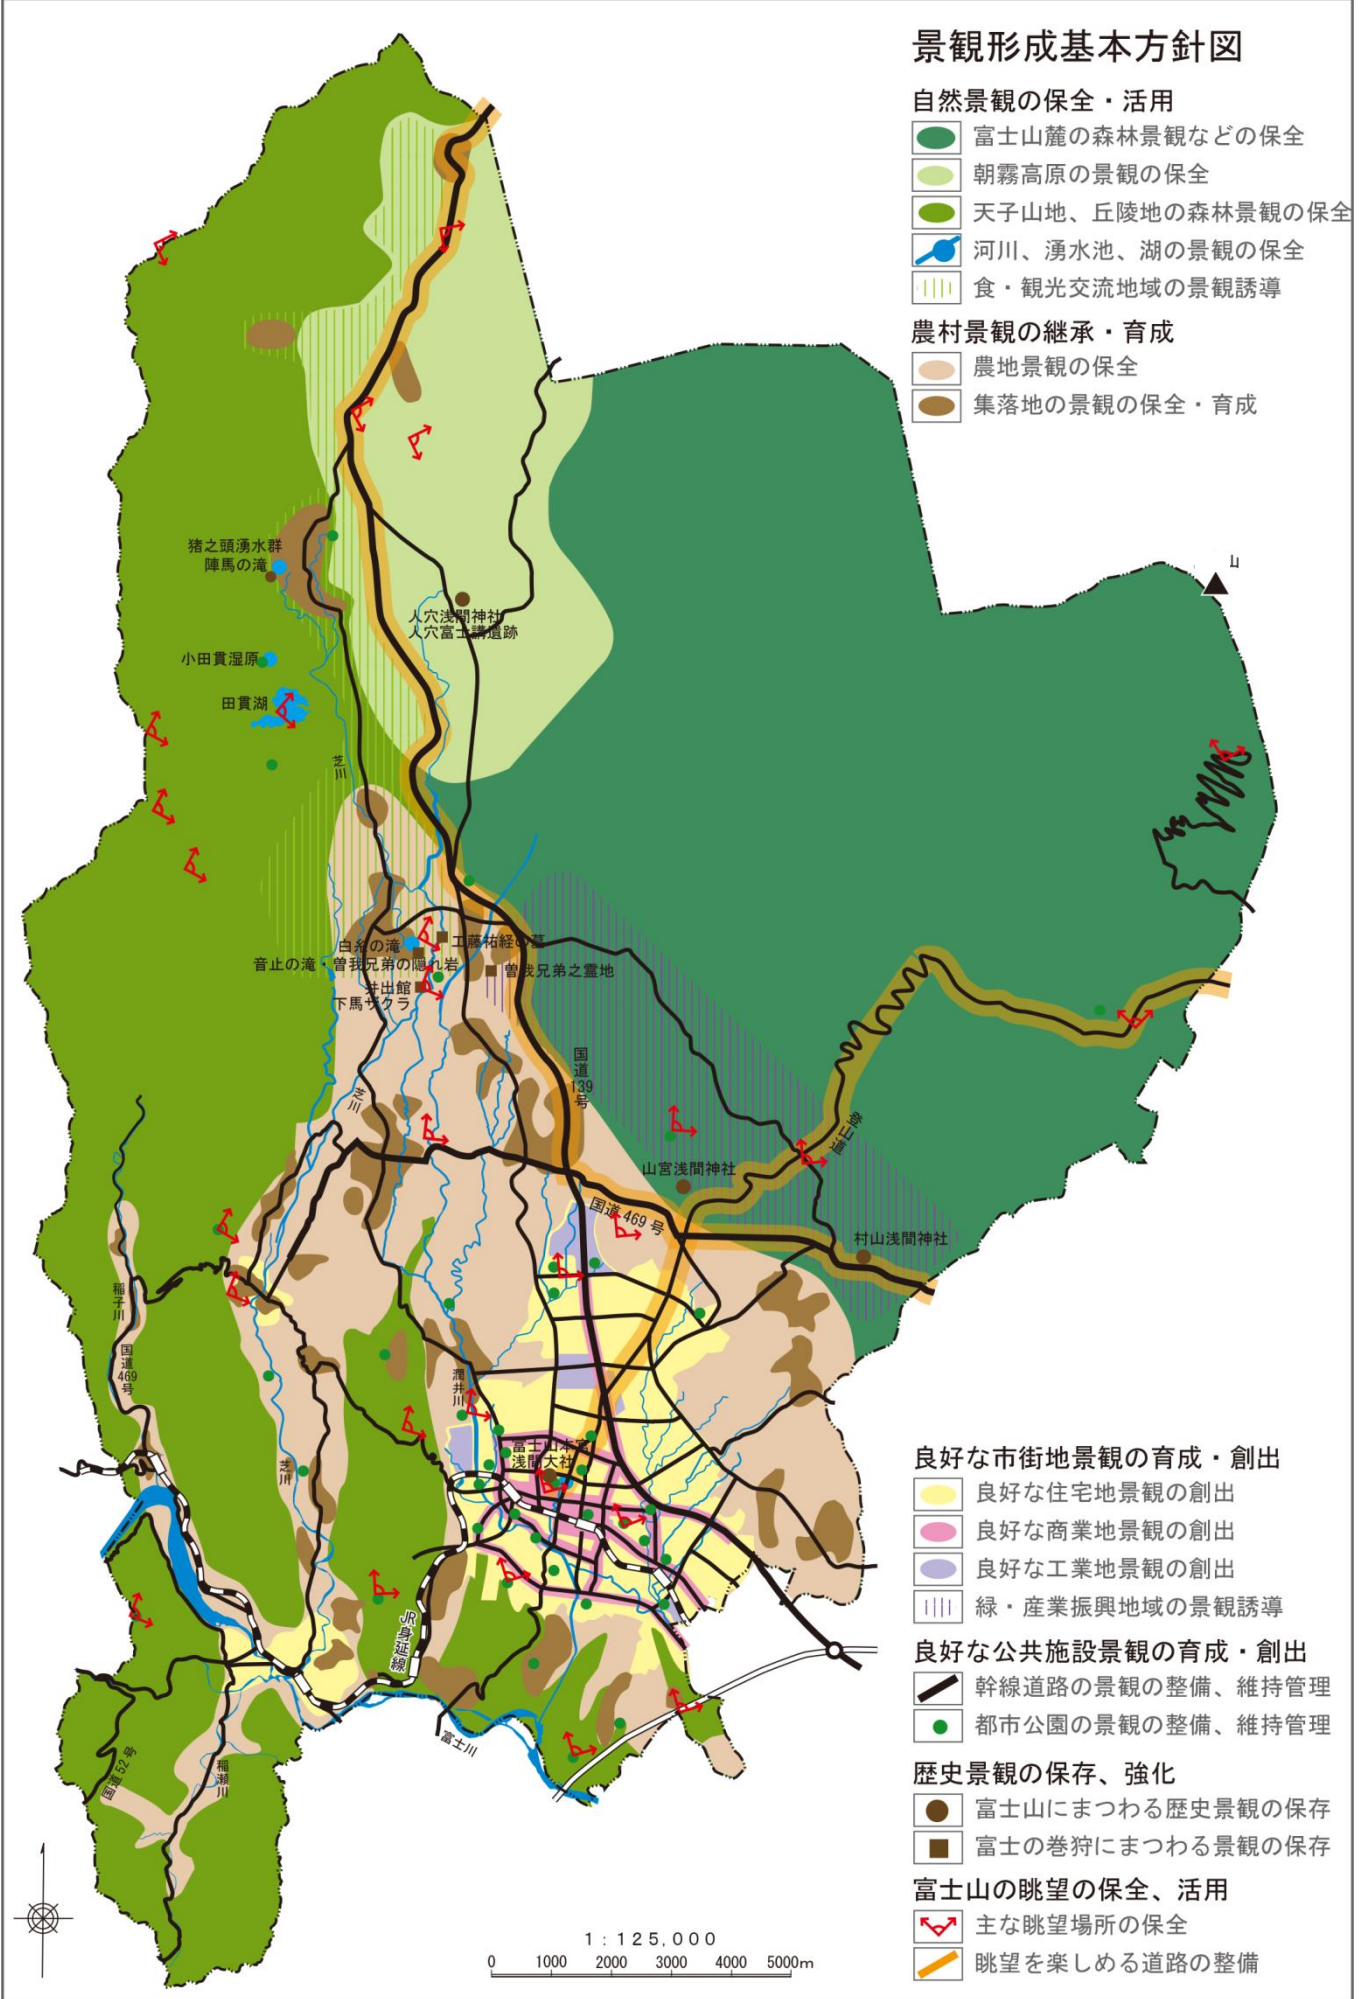 景観形成基本方針図
自然景観の保全・活用
富士山麓の森林景観などの保全
朝霧高原の景観の保全
天子山地、丘陵地の森林景観の保全
河川、湧水池、湖の景観の保全
食・観光交流地域の景観誘導
農村景観の継承・育成
農地景観の保全
集落地の景観の保全・育成
山
猪之頭湧水群
陣馬の滝
人穴浅間神社
人穴富士講遺跡
小田貫湿原
田貫湖
芝川
白糸の滝
工藤祐経の墓
音止の滝・曽我兄弟の隠れ岩
曽我兄弟之霊地
井出館
下馬ザクラ
国道139号
芝川
登山道
山宮浅間神社
国道469号
村山浅間神社
稲子川
国道469号
潤井川
富士山本宮
浅間大社
芝川
JR身延線
富士川
国道52号
稲瀬川
良好な市街地景観の育成・創出
良好な住宅地景観の創出
良好な商業地景観の創出
良好な工業地景観の創出
緑・産業振興地域の景観誘導
良好な公共施設景観の育成・創出
幹線道路の景観の整備、維持管理
都市公園の景観の整備、維持管理
歴史景観の保存、強化
富士山にまつわる歴史景観の保存
富士の巻狩にまつわる景観の保存
富士山の眺望の保全、活用
主な眺望場所の保全
眺望を楽しめる道路の整備
1：125,000
0 1000 2000 3000 4000 5000m